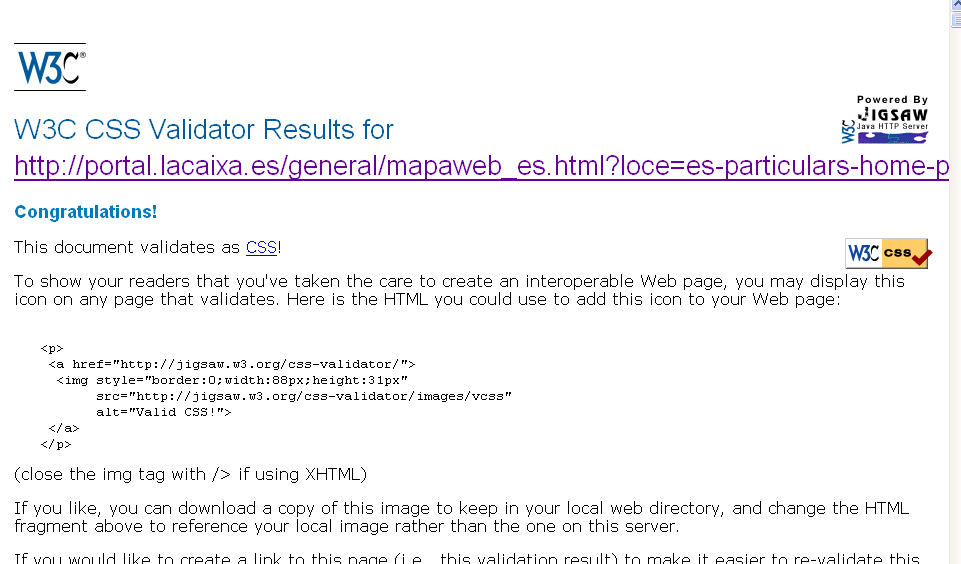 W3C®
Powered By
JIGSAW
W3C Java HTTP Server
W3C CSS Validator Results for
http://portal.lacaixa.es/general/mapaweb_es.html?loce=es-particulars-home-p
Congratulations!
This document validates as CSS!
W3C css
To show your readers that you've taken the care to create an interoperable Web page, you may display this
icon on any page that validates. Here is the HTML you could use to add this icon to your Web page:
<p>
 <a href="http://jigsaw.w3.org/css-validator/">
  <img style="border:0;width:88px;height:31px"
       src="http://jigsaw.w3.org/css-validator/images/vcss"
       alt="Valid CSS!">
 </a>
</p>
(close the img tag with /> if using XHTML)
If you like, you can download a copy of this image to keep in your local web directory, and change the HTML
fragment above to reference your local image rather than the one on this server.
If you would like to create a link to this page (i.e., this validation result) to make it easier to re-validate this